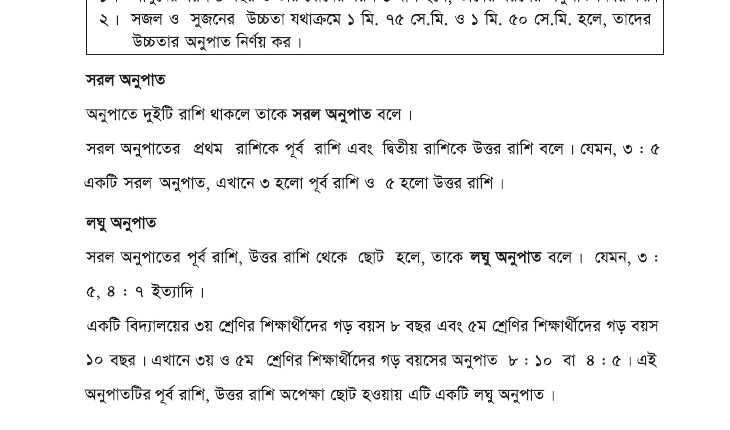 ২। সজল ও সুজনের উচ্চতা যথাক্রমে ১ মি. ৭৫ সে.মি. ও ১ মি. ৫০ সে.মি. হলে, তাদের
উচ্চতার অনুপাত নির্ণয় কর।
সরল অনুপাত
অনুপাতে দুইটি রাশি থাকলে তাকে সরল অনুপাত বলে।
সরল অনুপাতের প্রথম রাশিকে পূর্ব রাশি এবং দ্বিতীয় রাশিকে উত্তর রাশি বলে। যেমন, ৩ : ৫
একটি সরল অনুপাত, এখানে ৩ হলো পূর্ব রাশি ও ৫ হলো উত্তর রাশি।
লঘু অনুপাত
সরল অনুপাতের পূর্ব রাশি, উত্তর রাশি থেকে ছোট হলে, তাকে লঘু অনুপাত বলে। যেমন, ৩ :
৫, ৪ : ৭ ইত্যাদি।
একটি বিদ্যালয়ের ৩য় শ্রেণির শিক্ষার্থীদের গড় বয়স ৮ বছর এবং ৫ম শ্রেণির শিক্ষার্থীদের গড় বয়স
১০ বছর। এখানে ৩য় ও ৫ম শ্রেণির শিক্ষার্থীদের গড় বয়সের অনুপাত ৮ : ১০ বা ৪ : ৫। এই
অনুপাতটির পূর্ব রাশি, উত্তর রাশি অপেক্ষা ছোট হওয়ায় এটি একটি লঘু অনুপাত।